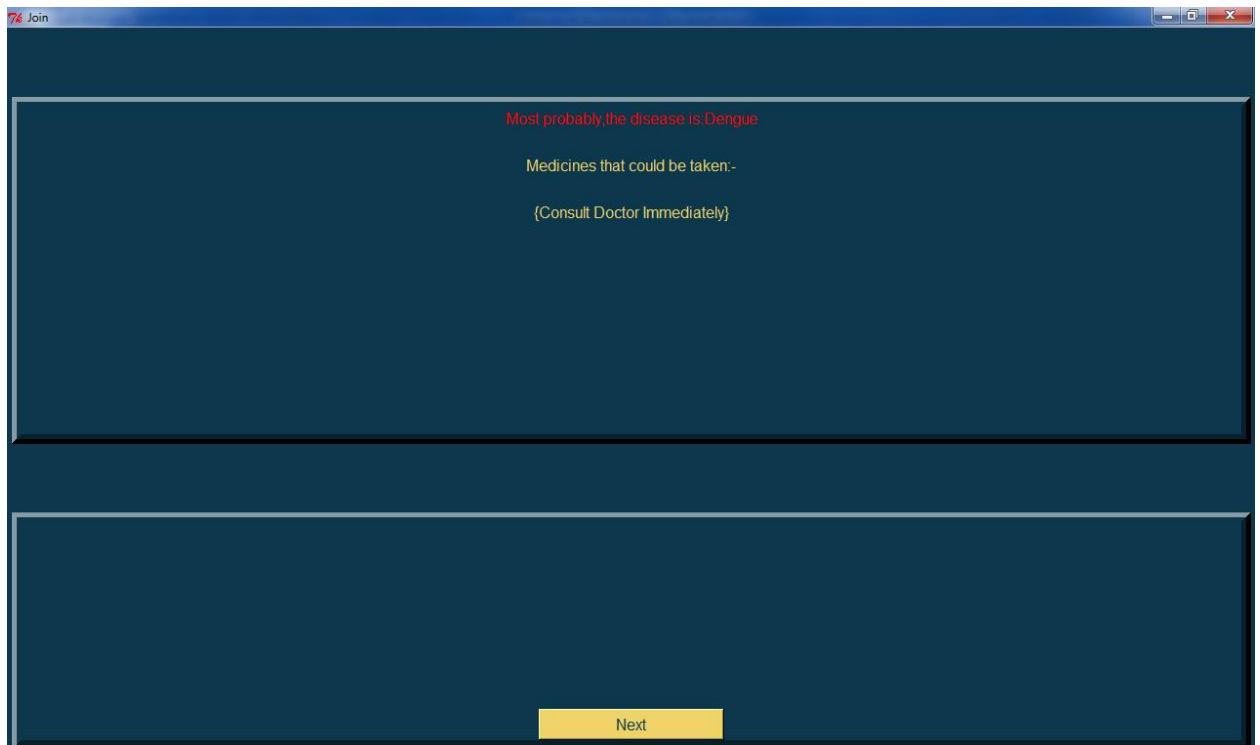 Join
Most probably,the disease is:Dengue
Medicines that could be taken:-
{Consult Doctor Immediately}
Next